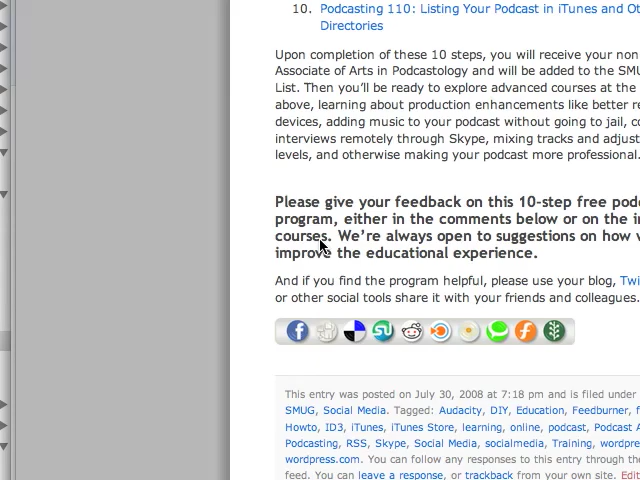 10. Podcasting 110: Listing Your Podcast in iTunes and Ot
Directories
Upon completion of these 10 steps, you will receive your non
Associate of Arts in Podcastology and will be added to the SMU
List. Then you'll be ready to explore advanced courses at the
above, learning about production enhancements like better re
devices, adding music to your podcast without going to jail, co
interviews remotely through Skype, mixing tracks and adjust
levels, and otherwise making your podcast more professional.
Please give your feedback on this 10-step free pod
program, either in the comments below or on the in
courses. We're always open to suggestions on how w
improve the educational experience.
And if you find the program helpful, please use your blog, Twi
or other social tools share it with your friends and colleagues.
This entry was posted on July 30, 2008 at 7:18 pm and is filed under
SMUG, Social Media. Tagged: Audacity, DIY, Education, Feedburner, f
Howto, ID3, iTunes, iTunes Store, learning, online, podcast, Podcast A
Podcasting, RSS, Skype, Social Media, socialmedia, Training, wordpre
wordpress.com. You can follow any responses to this entry through the
feed. You can leave a response, or trackback from your own site. Edit